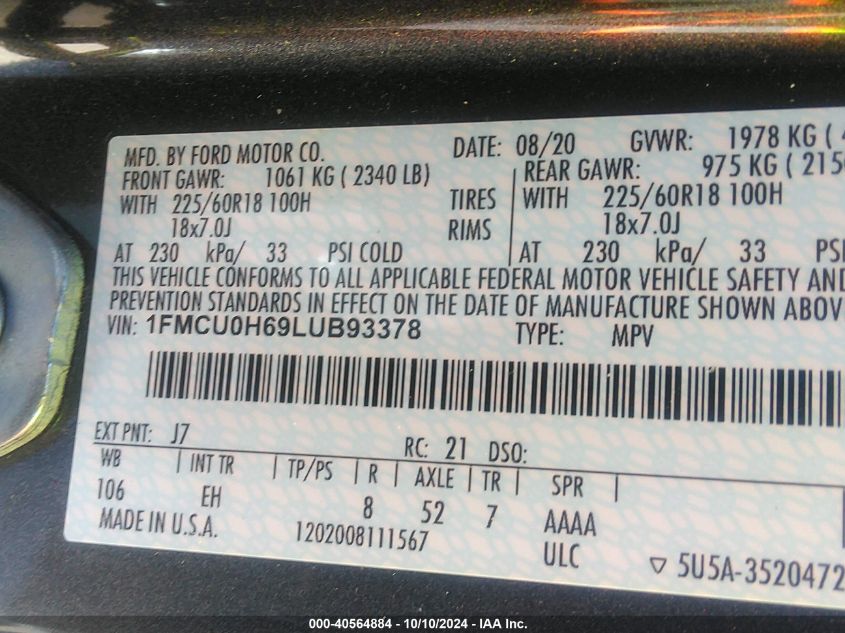 MFD. BY FORD MOTOR CO. DATE: 08/20 GVWR: 1978 KG (
FRONT GAWR: 1061 KG ( 2340 LB) REAR GAWR: 975 KG ( 215
WITH 225/60R18 100H TIRES WITH 225/60R18 100H
18x7.0J RIMS 18x7.0J
AT 230 kPa/ 33 PSI COLD AT 230 kPa/ 33 PSI
THIS VEHICLE CONFORMS TO ALL APPLICABLE FEDERAL MOTOR VEHICLE SAFETY AND
PREVENTION STANDARDS IN EFFECT ON THE DATE OF MANUFACTURE SHOWN ABOV
VIN: 1FMCU0H69LUB93378 TYPE: MPV
EXT PNT: J7 RC: 21 DSO:
WB INT TR TP/PS R AXLE TR SPR
106 EH 8 52 7 AAAA
MADE IN U.S.A. 1202008111567 ULC ▽ 5U5A-3520472
000-40564884 - 10/10/2024 - IAA Inc.